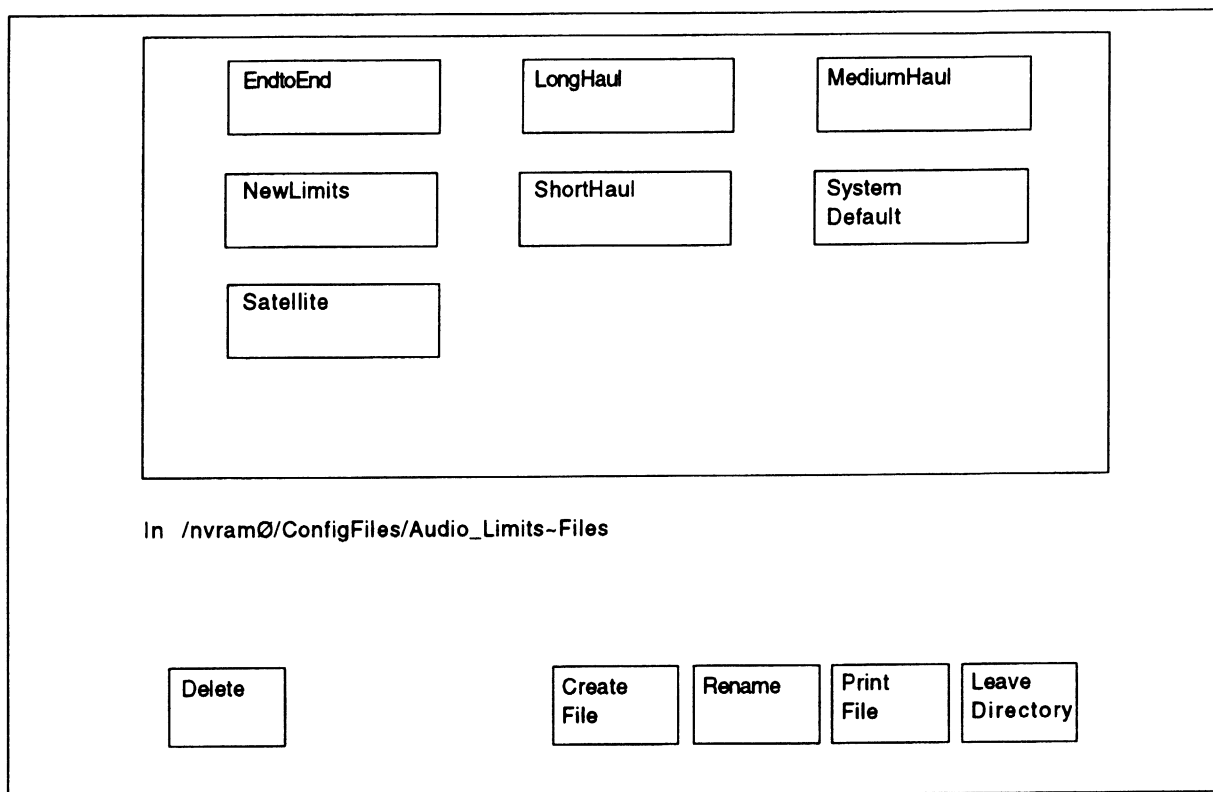 EndtoEnd
LongHaul
MediumHaul
NewLimits
ShortHaul
System
Default
Satellite
In /nvramØ/ConfigFiles/Audio_Limits~Files
Delete
Create
File
Rename
Print
File
Leave
Directory